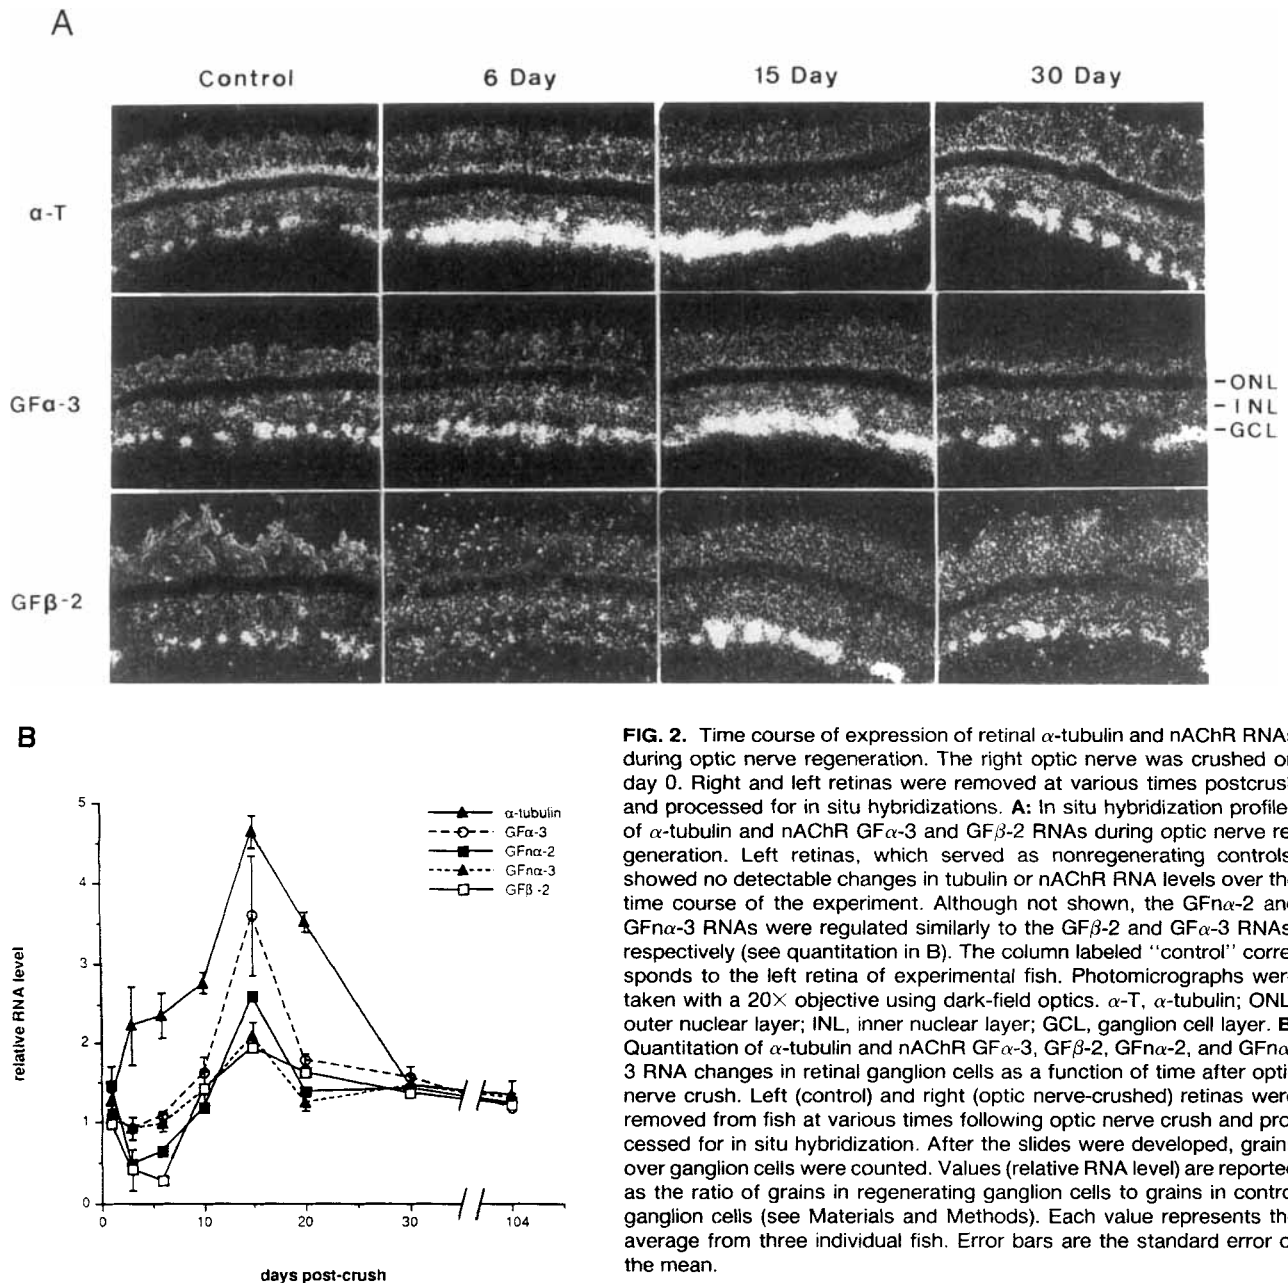 A
Control 6 Day 15 Day 30 Day
α-T
GFα-3
-ONL
-INL
-GCL
GFβ-2
B
5
4
3
2
1
0
relative RNA level
α-tubulin
GFα-3
GFnα-2
GFnα-3
GFβ-2
0 10 20 30 104
days post-crush
FIG. 2. Time course of expression of retinal α-tubulin and nAChR RNA
during optic nerve regeneration. The right optic nerve was crushed o
day 0. Right and left retinas were removed at various times postcrus
and processed for in situ hybridizations. A: In situ hybridization profile
of α-tubulin and nAChR GFα-3 and GFβ-2 RNAs during optic nerve re
generation. Left retinas, which served as nonregenerating controls
showed no detectable changes in tubulin or nAChR RNA levels over th
time course of the experiment. Although not shown, the GFnα-2 an
GFnα-3 RNAs were regulated similarly to the GFβ-2 and GFα-3 RNAs
respectively (see quantitation in B). The column labeled “control” corre
sponds to the left retina of experimental fish. Photomicrographs wer
taken with a 20× objective using dark-field optics. α-T, α-tubulin; ONL
outer nuclear layer; INL, inner nuclear layer; GCL, ganglion cell layer. B
Quantitation of α-tubulin and nAChR GFα-3, GFβ-2, GFnα-2, and GFnα
3 RNA changes in retinal ganglion cells as a function of time after opti
nerve crush. Left (control) and right (optic nerve-crushed) retinas wer
removed from fish at various times following optic nerve crush and pro
cessed for in situ hybridization. After the slides were developed, grain
over ganglion cells were counted. Values (relative RNA level) are reporte
as the ratio of grains in regenerating ganglion cells to grains in contro
ganglion cells (see Materials and Methods). Each value represents th
average from three individual fish. Error bars are the standard error o
the mean.